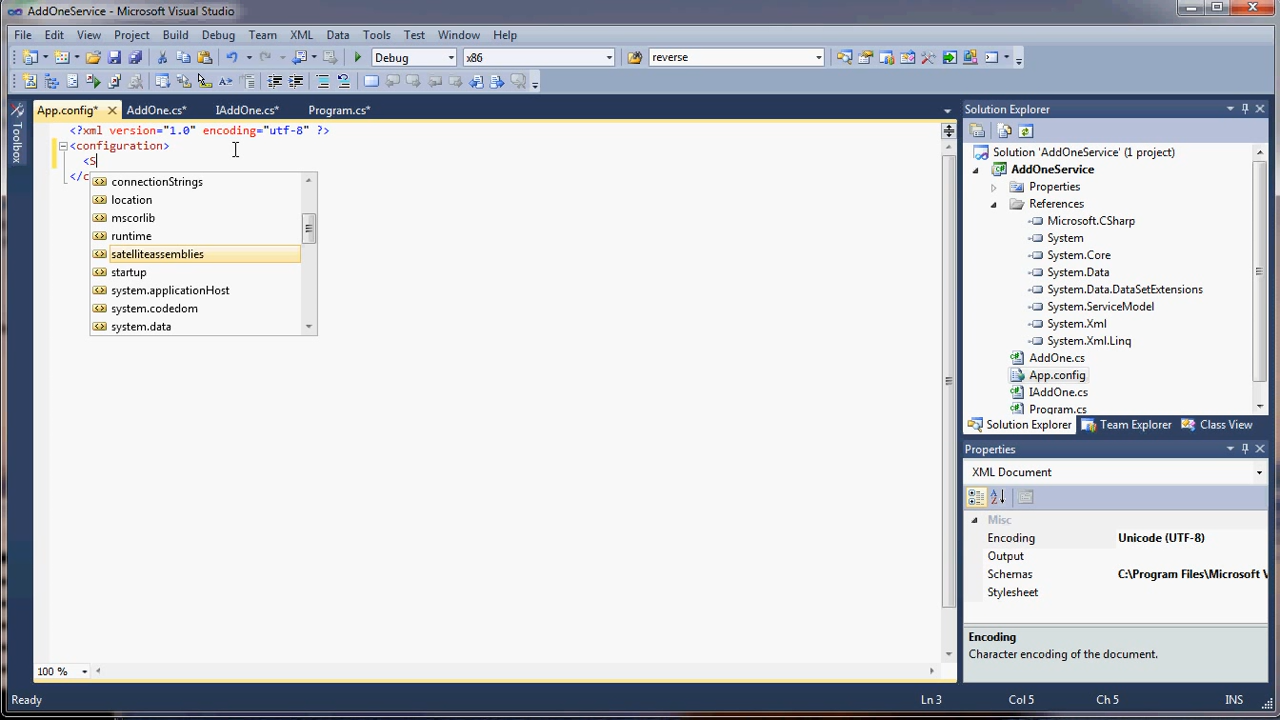 AddOneService - Microsoft Visual Studio
File Edit View Project Build Debug Team XML Data Tools Test Window Help
Debug x86 reverse
App.config* AddOne.cs* IAddOne.cs* Program.cs*
Toolbox
<?xml version="1.0" encoding="utf-8" ?>
<configuration>
<S
</c
connectionStrings
location
mscorlib
runtime
satelliteassemblies
startup
system.applicationHost
system.codedom
system.data
100 %
Solution Explorer
Solution 'AddOneService' (1 project)
AddOneService
Properties
References
Microsoft.CSharp
System
System.Core
System.Data
System.Data.DataSetExtensions
System.ServiceModel
System.Xml
System.Xml.Linq
AddOne.cs
App.config
IAddOne.cs
Program.cs
Solution Explorer Team Explorer Class View
Properties
XML Document
Misc
Encoding Unicode (UTF-8)
Output
Schemas C:\Program Files\Microsoft V
Stylesheet
Encoding
Character encoding of the document.
Ready Ln 3 Col 5 Ch 5 INS